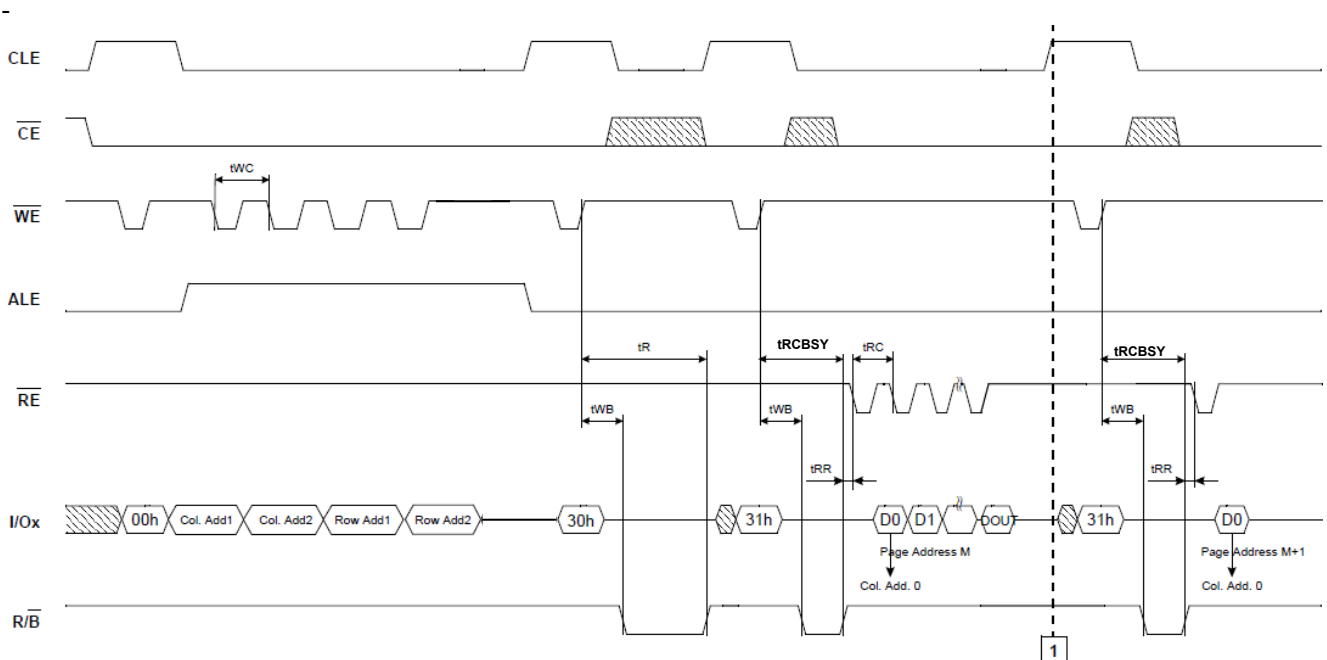 -
CLE
CE
tWC
WE
ALE
tR
tRCBSY
tRC
tRCBSY
RE
tWB
tWB
tWB
tRR
tRR
I/Ox
00h
Col. Add1
Col. Add2
Row Add1
Row Add2
30h
31h
D0
D1
DOUT
31h
D0
Page Address M
Page Address M+1
Col. Add. 0
Col. Add. 0
R/B
1